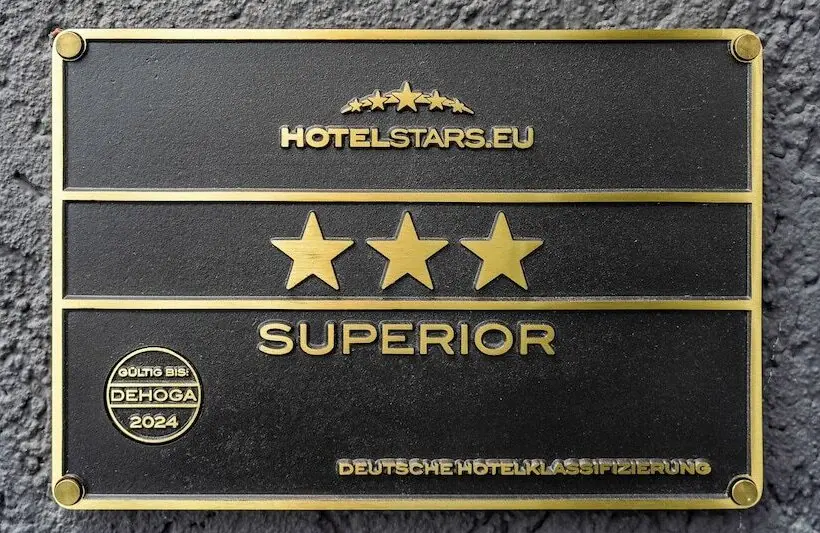 HOTELSTARS.EU
SUPERIOR
GÜLTIG BIS:
DEHOGA
2024
DEUTSCHE HOTELKLASSIFIZIERUNG